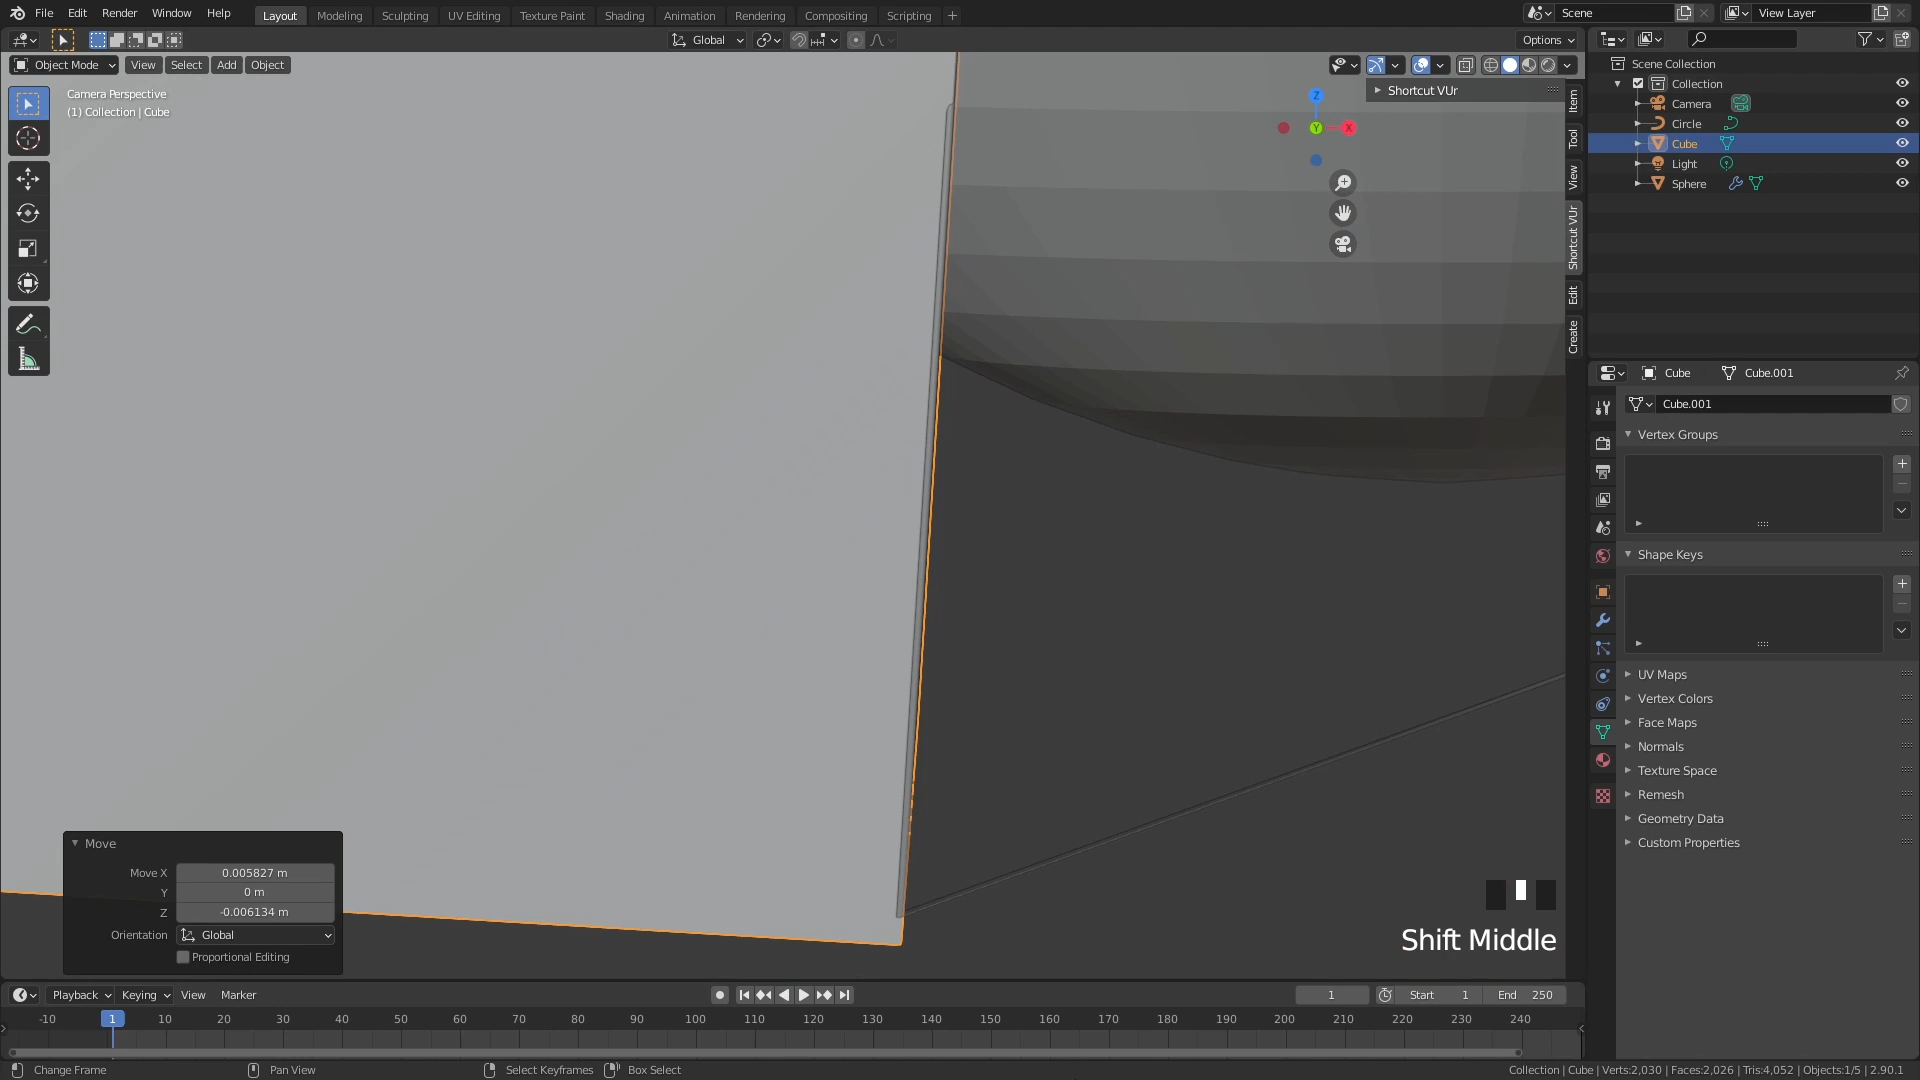 File Edit Render Window Help
Layout Modeling Sculpting UV Editing Texture Paint Shading Animation Rendering Compositing Scripting +
Scene
View Layer
Global
Options
Object Mode View Select Add Object
Camera Perspective
(1) Collection | Cube
Z
Y
X
Shortcut VUr
Item
Tool
View
Shortcut VUr
Edit
Create
Scene Collection
Collection
Camera
Circle
Cube
Light
Sphere
Cube Cube.001
Cube.001
Vertex Groups
Shape Keys
UV Maps
Vertex Colors
Face Maps
Normals
Texture Space
Remesh
Geometry Data
Custom Properties
Move
Move X 0.005827 m
Y 0 m
Z -0.006134 m
Orientation Global
Proportional Editing
Shift Middle
Playback Keying View Marker
1 Start 1 End 250
-10 1 10 20 30 40 50 60 70 80 90 100 110 120 130 140 150 160 170 180 190 200 210 220 230 240
Change Frame Pan View Select Keyframes Box Select
Collection | Cube | Verts:2,030 | Faces:2,026 | Tris:4,052 | Objects:1/5 | 2.90.1